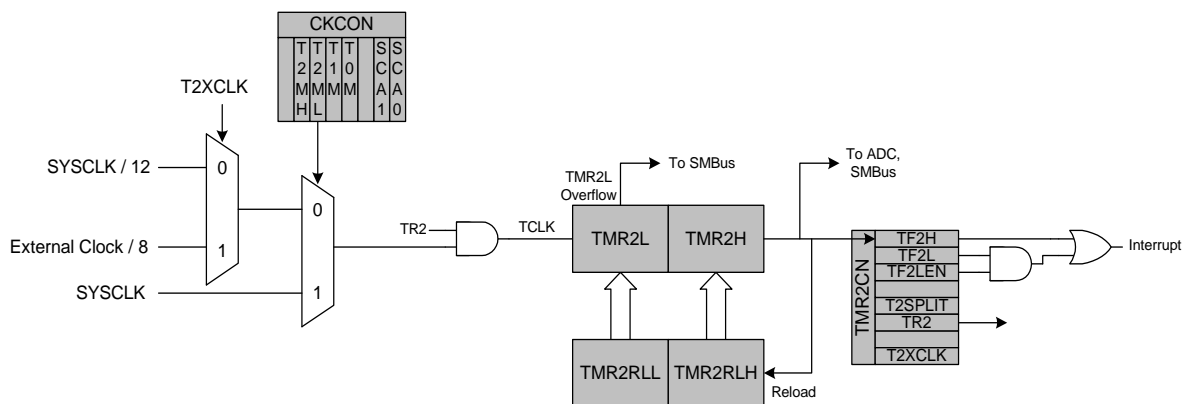 CKCON
T2MH
T2ML
T1M
T0M
SCA1
SCA0
T2XCLK
SYSCLK / 12
0
1
External Clock / 8
SYSCLK
0
1
TR2
TCLK
TMR2L
Overflow
To SMBus
TMR2L
TMR2H
To ADC,
SMBus
TMR2RLL
TMR2RLH
Reload
TMR2CN
TF2H
TF2L
TF2LEN
T2SPLIT
TR2
T2XCLK
Interrupt